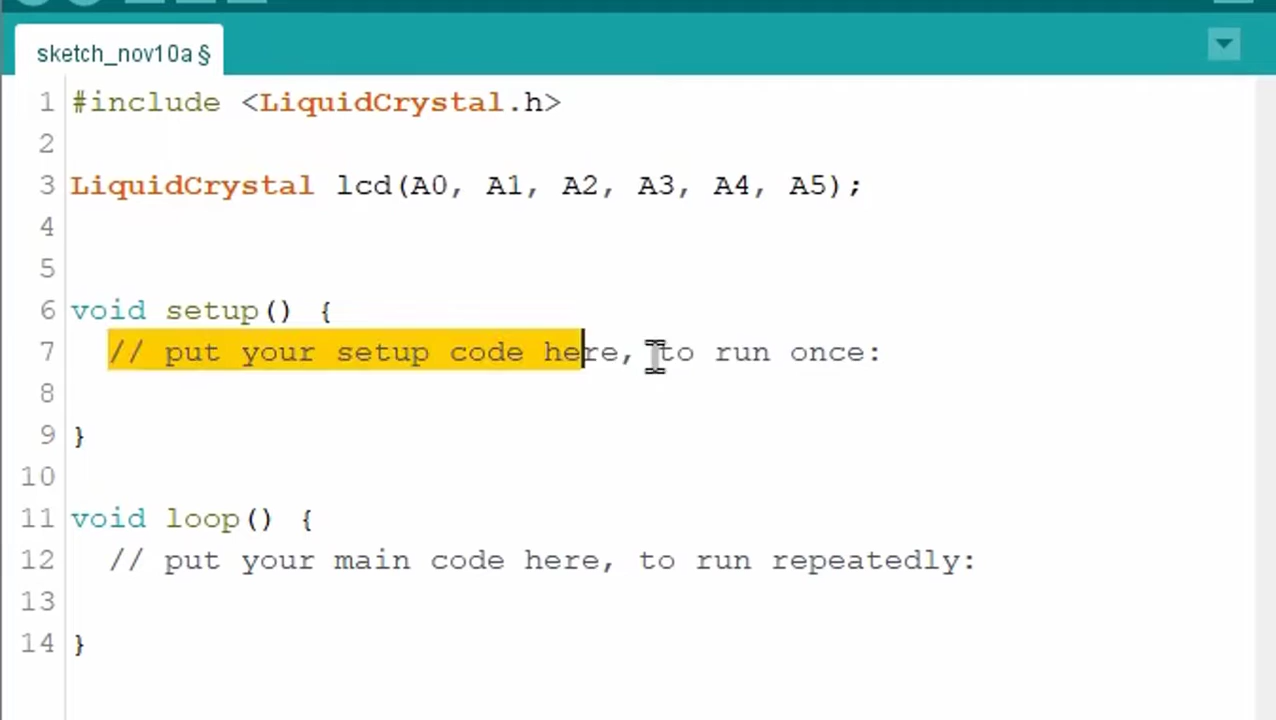 sketch_nov10a §
1 #include <LiquidCrystal.h>
2
3 LiquidCrystal lcd(A0, A1, A2, A3, A4, A5);
4
5
6 void setup() {
7   // put your setup code here, to run once:
8
9 }
10
11 void loop() {
12   // put your main code here, to run repeatedly:
13
14 }